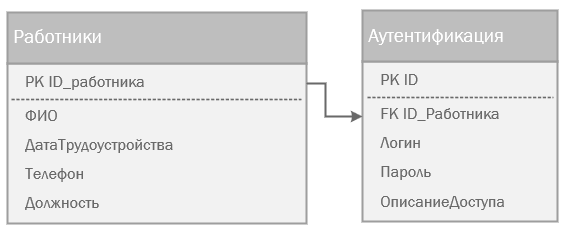 Работники
PK ID_работника
ФИО
ДатаТрудоустройства
Телефон
Должность
Аутентификация
PK ID
FK ID_Работника
Логин
Пароль
ОписаниеДоступа